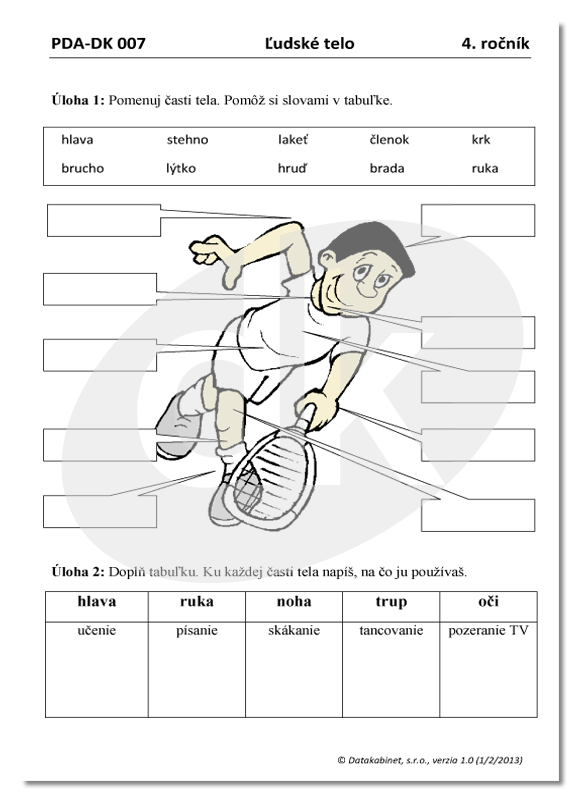 PDA-DK 007 Ľudské telo 4. ročník
Úloha 1: Pomenuj časti tela. Pomôž si slovami v tabuľke.
hlava stehno lakeť členok krk
brucho lýtko hruď brada ruka
dk
Úloha 2: Doplň tabuľku. Ku každej časti tela napíš, na čo ju používaš.
hlava ruka noha trup oči
učenie písanie skákanie tancovanie pozeranie TV
© Datakabinet, s.r.o., verzia 1.0 (1/2/2013)